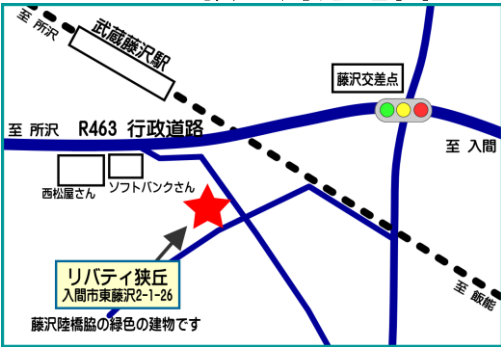 至 所沢
武蔵藤沢駅
藤沢交差点
至 所沢 R463 行政道路
至 入間
西松屋さん
ソフトバンクさん
リバティ狭丘
入間市東藤沢2-1-26
至 飯能
藤沢陸橋脇の緑色の建物です